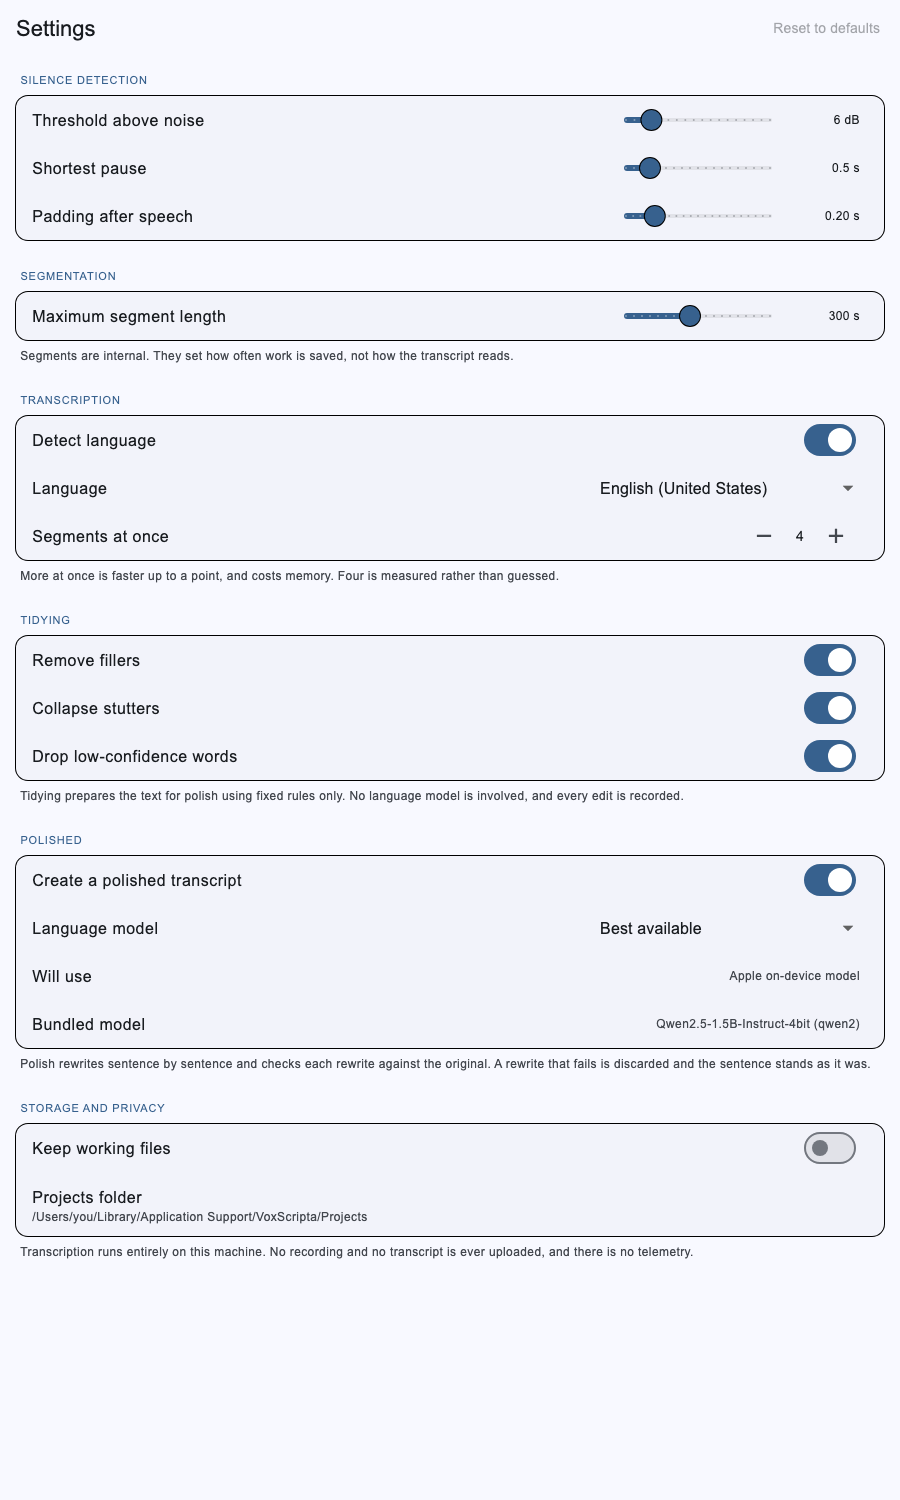 Settings
Reset to defaults
SILENCE DETECTION
Threshold above noise
6 dB
Shortest pause
0.5 s
Padding after speech
0.20 s
SEGMENTATION
Maximum segment length
300 s
Segments are internal. They set how often work is saved, not how the transcript reads.
TRANSCRIPTION
Detect language
Language
English (United States)
Segments at once
4
More at once is faster up to a point, and costs memory. Four is measured rather than guessed.
TIDYING
Remove fillers
Collapse stutters
Drop low-confidence words
Tidying prepares the text for polish using fixed rules only. No language model is involved, and every edit is recorded.
POLISHED
Create a polished transcript
Language model
Best available
Will use
Apple on-device model
Bundled model
Qwen2.5-1.5B-Instruct-4bit (qwen2)
Polish rewrites sentence by sentence and checks each rewrite against the original. A rewrite that fails is discarded and the sentence stands as it was.
STORAGE AND PRIVACY
Keep working files
Projects folder
/Users/you/Library/Application Support/VoxScripta/Projects
Transcription runs entirely on this machine. No recording and no transcript is ever uploaded, and there is no telemetry.